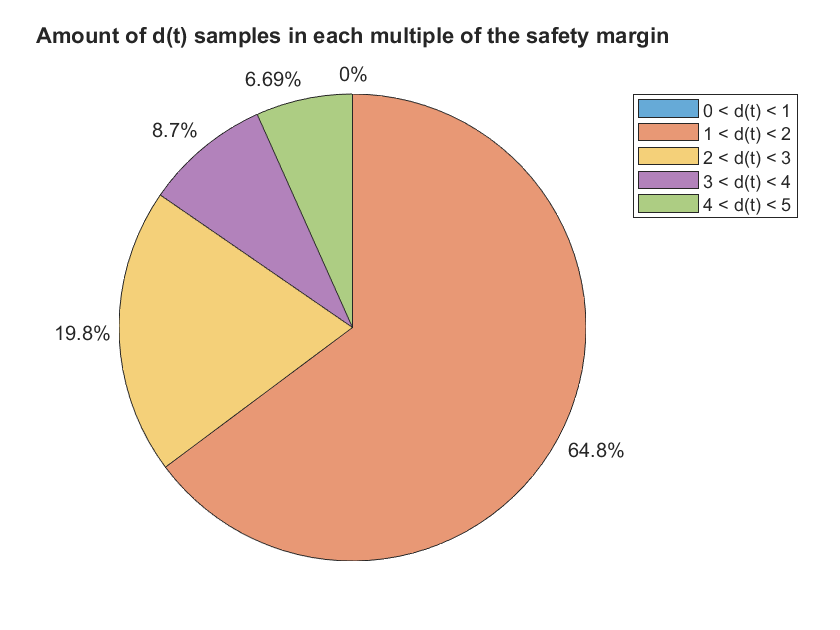 Amount of d(t) samples in each multiple of the safety margin
0%
6.69%
8.7%
19.8%
64.8%
0 < d(t) < 1
1 < d(t) < 2
2 < d(t) < 3
3 < d(t) < 4
4 < d(t) < 5